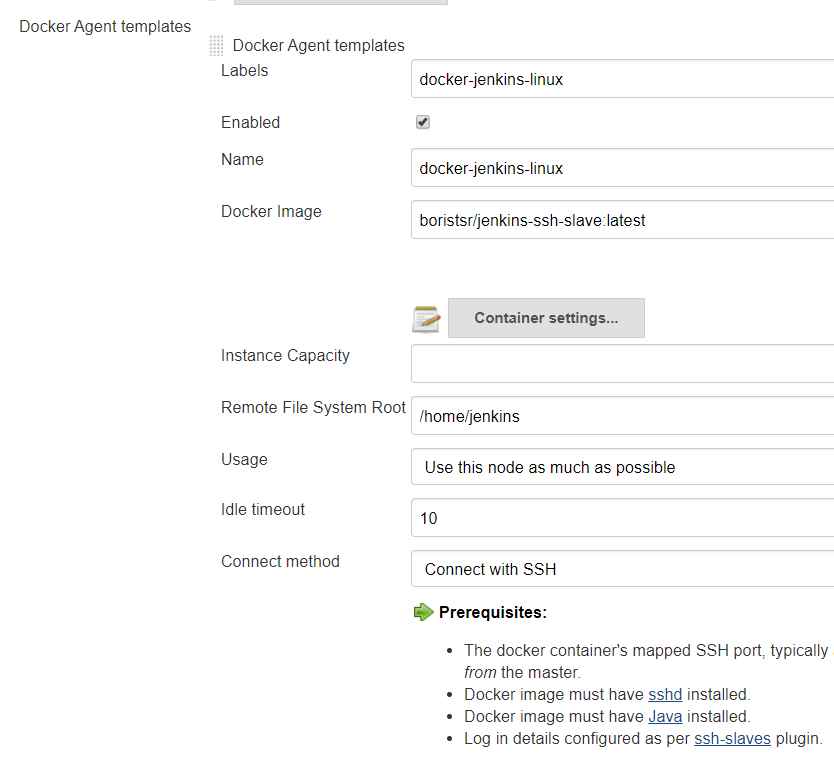 Docker Agent templates
Docker Agent templates
Labels
docker-jenkins-linux
Enabled
Name
docker-jenkins-linux
Docker Image
boristsr/jenkins-ssh-slave:latest
Container settings...
Instance Capacity
Remote File System Root
/home/jenkins
Usage
Use this node as much as possible
Idle timeout
10
Connect method
Connect with SSH
Prerequisites:
• The docker container's mapped SSH port, typically
from the master.
• Docker image must have sshd installed.
• Docker image must have Java installed.
• Log in details configured as per ssh-slaves plugin.